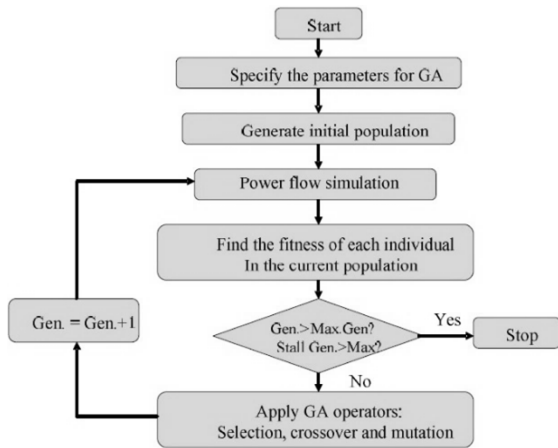 Start
Specify the parameters for GA
Generate initial population
Power flow simulation
Find the fitness of each individual
In the current population
Gen.>Max.Gen?
Stall Gen.>Max?
Yes
Stop
No
Apply GA operators:
Selection, crossover and mutation
Gen. = Gen.+1